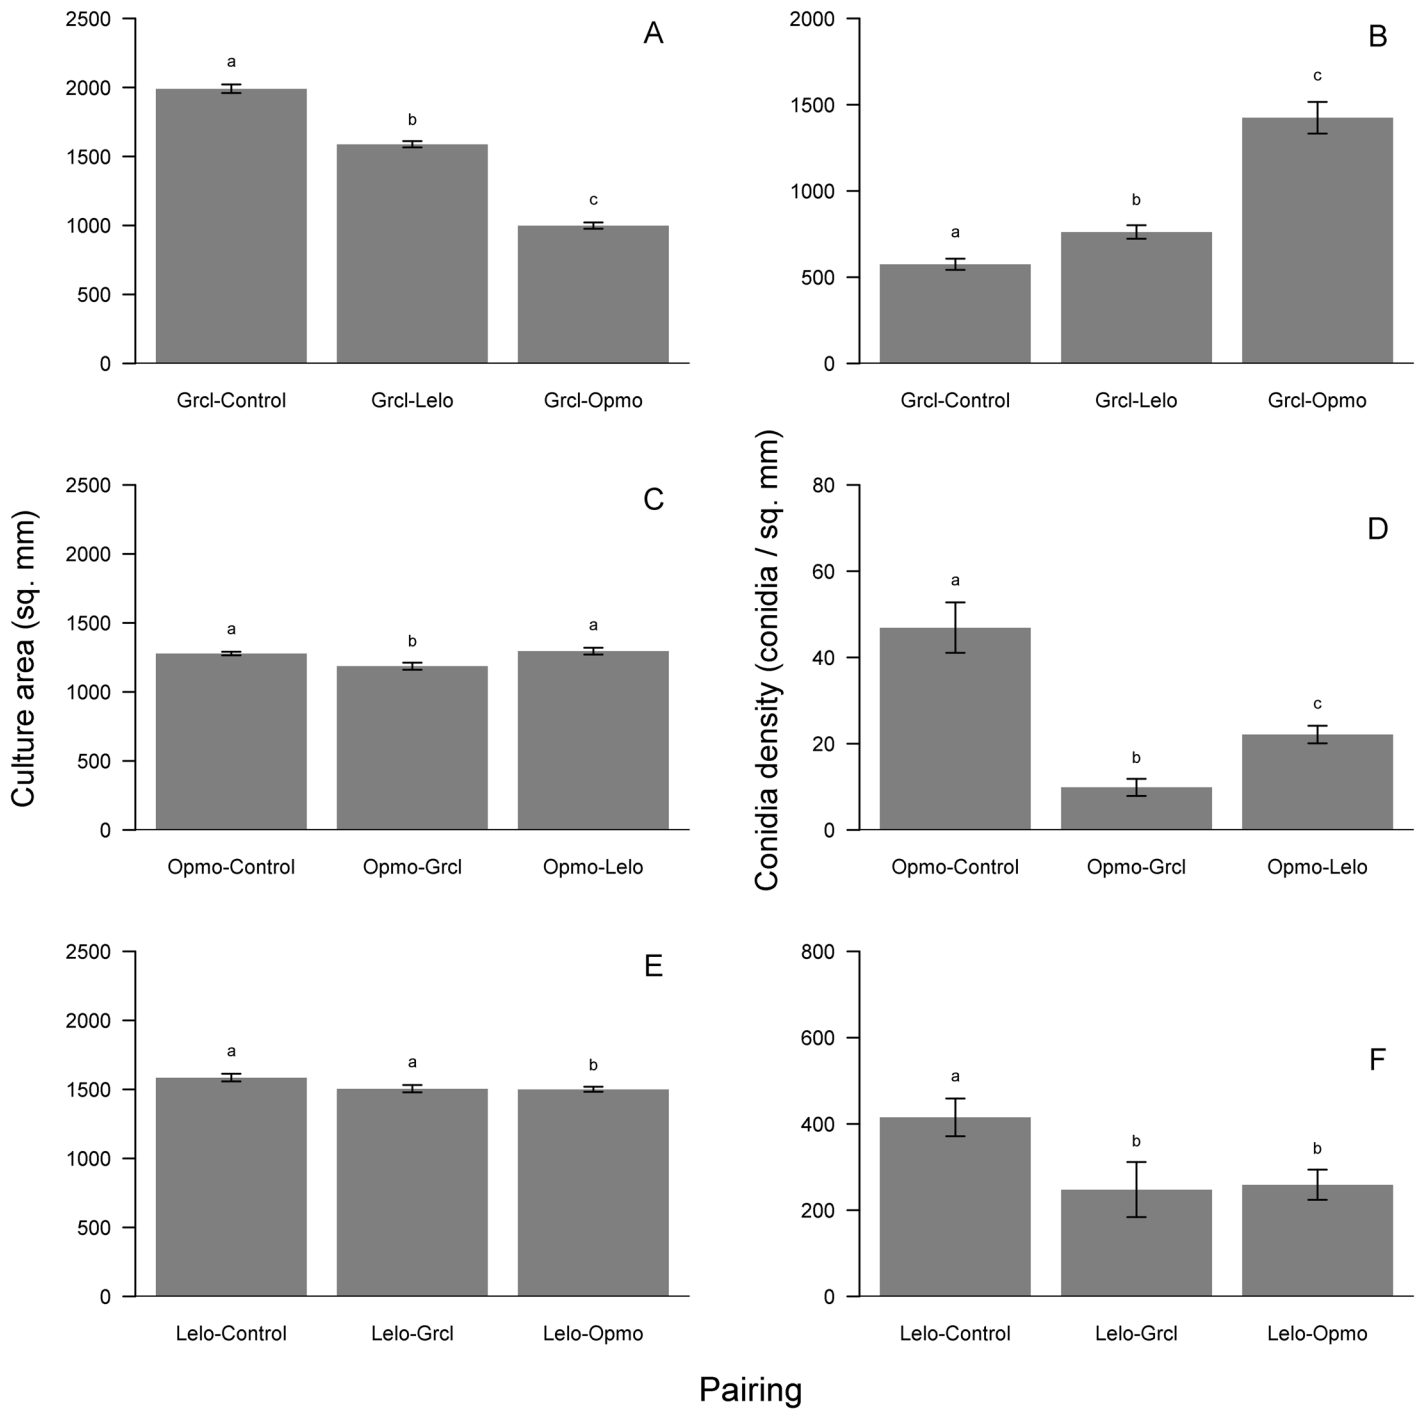 Culture area (sq. mm)
Conidia density (conidia / sq. mm)
A
2500
2000
1500
1000
500
0
a
b
c
Grcl-Control
Grcl-Lelo
Grcl-Opmo
B
2000
1500
1000
500
0
a
b
c
Grcl-Control
Grcl-Lelo
Grcl-Opmo
C
2500
2000
1500
1000
500
0
a
b
a
Opmo-Control
Opmo-Grcl
Opmo-Lelo
D
80
60
40
20
0
a
b
c
Opmo-Control
Opmo-Grcl
Opmo-Lelo
E
2500
2000
1500
1000
500
0
a
a
b
Lelo-Control
Lelo-Grcl
Lelo-Opmo
F
800
600
400
200
0
a
b
b
Lelo-Control
Lelo-Grcl
Lelo-Opmo
Pairing